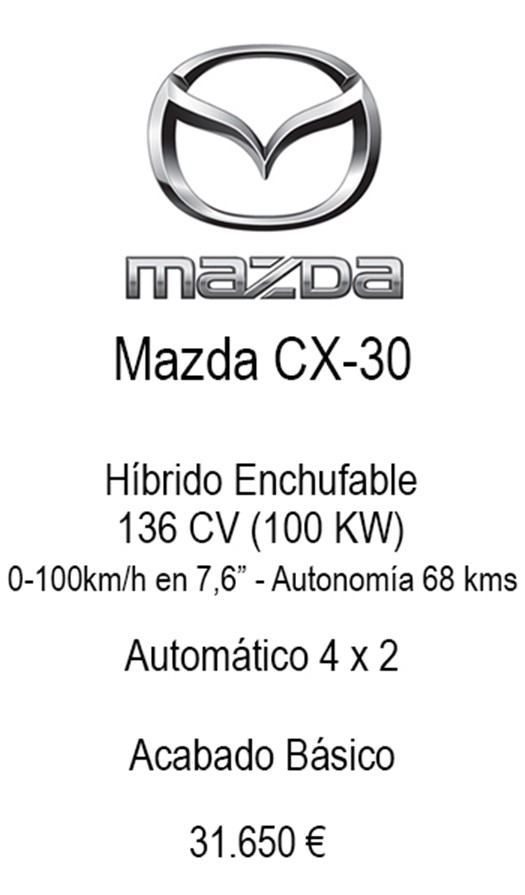 mazda
Mazda CX-30
Híbrido Enchufable
136 CV (100 KW)
0-100km/h en 7,6” - Autonomía 68 kms
Automático 4 x 2
Acabado Básico
31.650 €